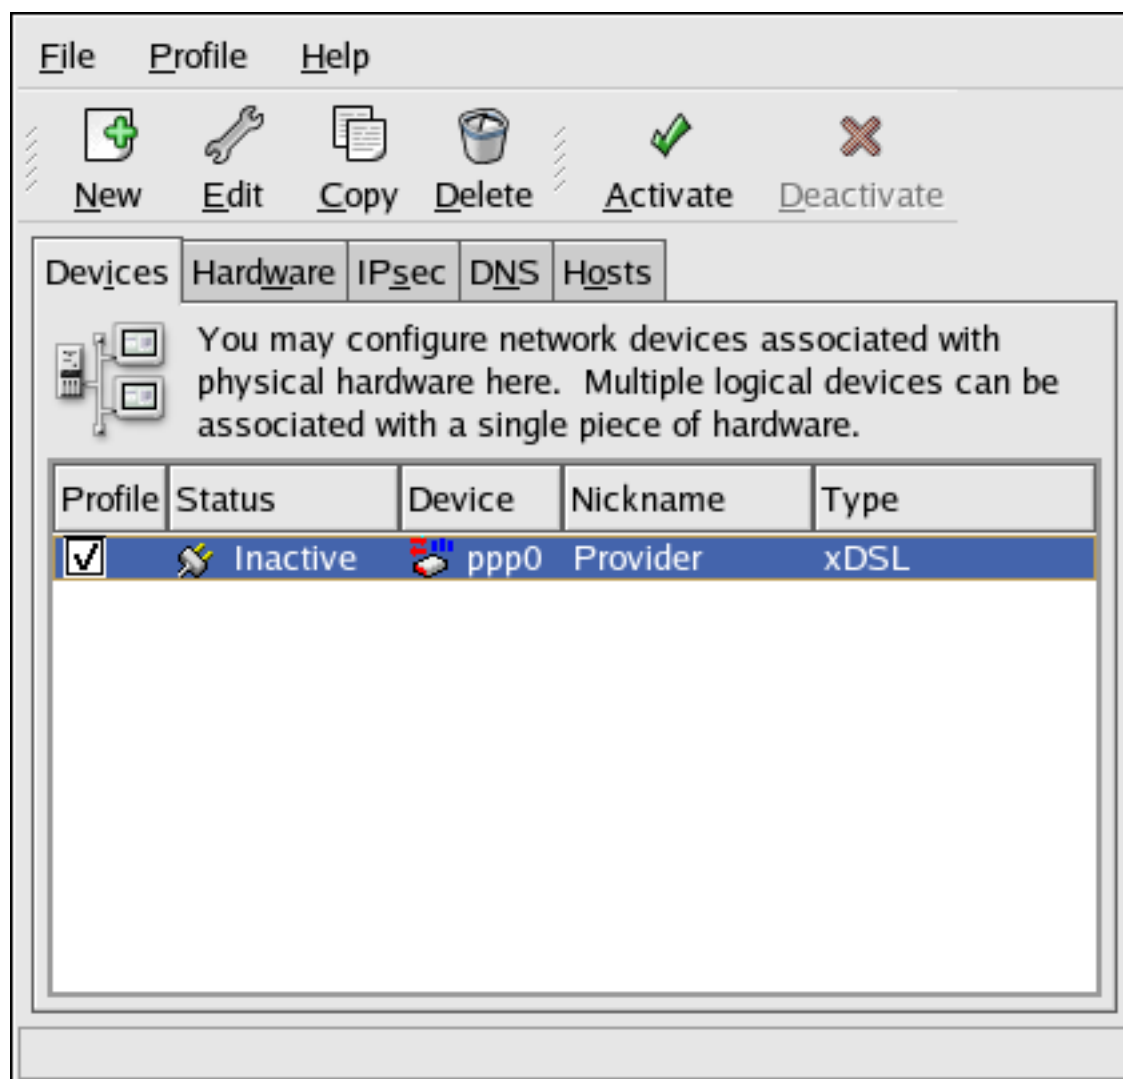 File Profile Help
New Edit Copy Delete Activate Deactivate
Devices Hardware IPsec DNS Hosts
You may configure network devices associated with
physical hardware here.  Multiple logical devices can be
associated with a single piece of hardware.
Profile Status Device Nickname Type
Inactive ppp0 Provider xDSL